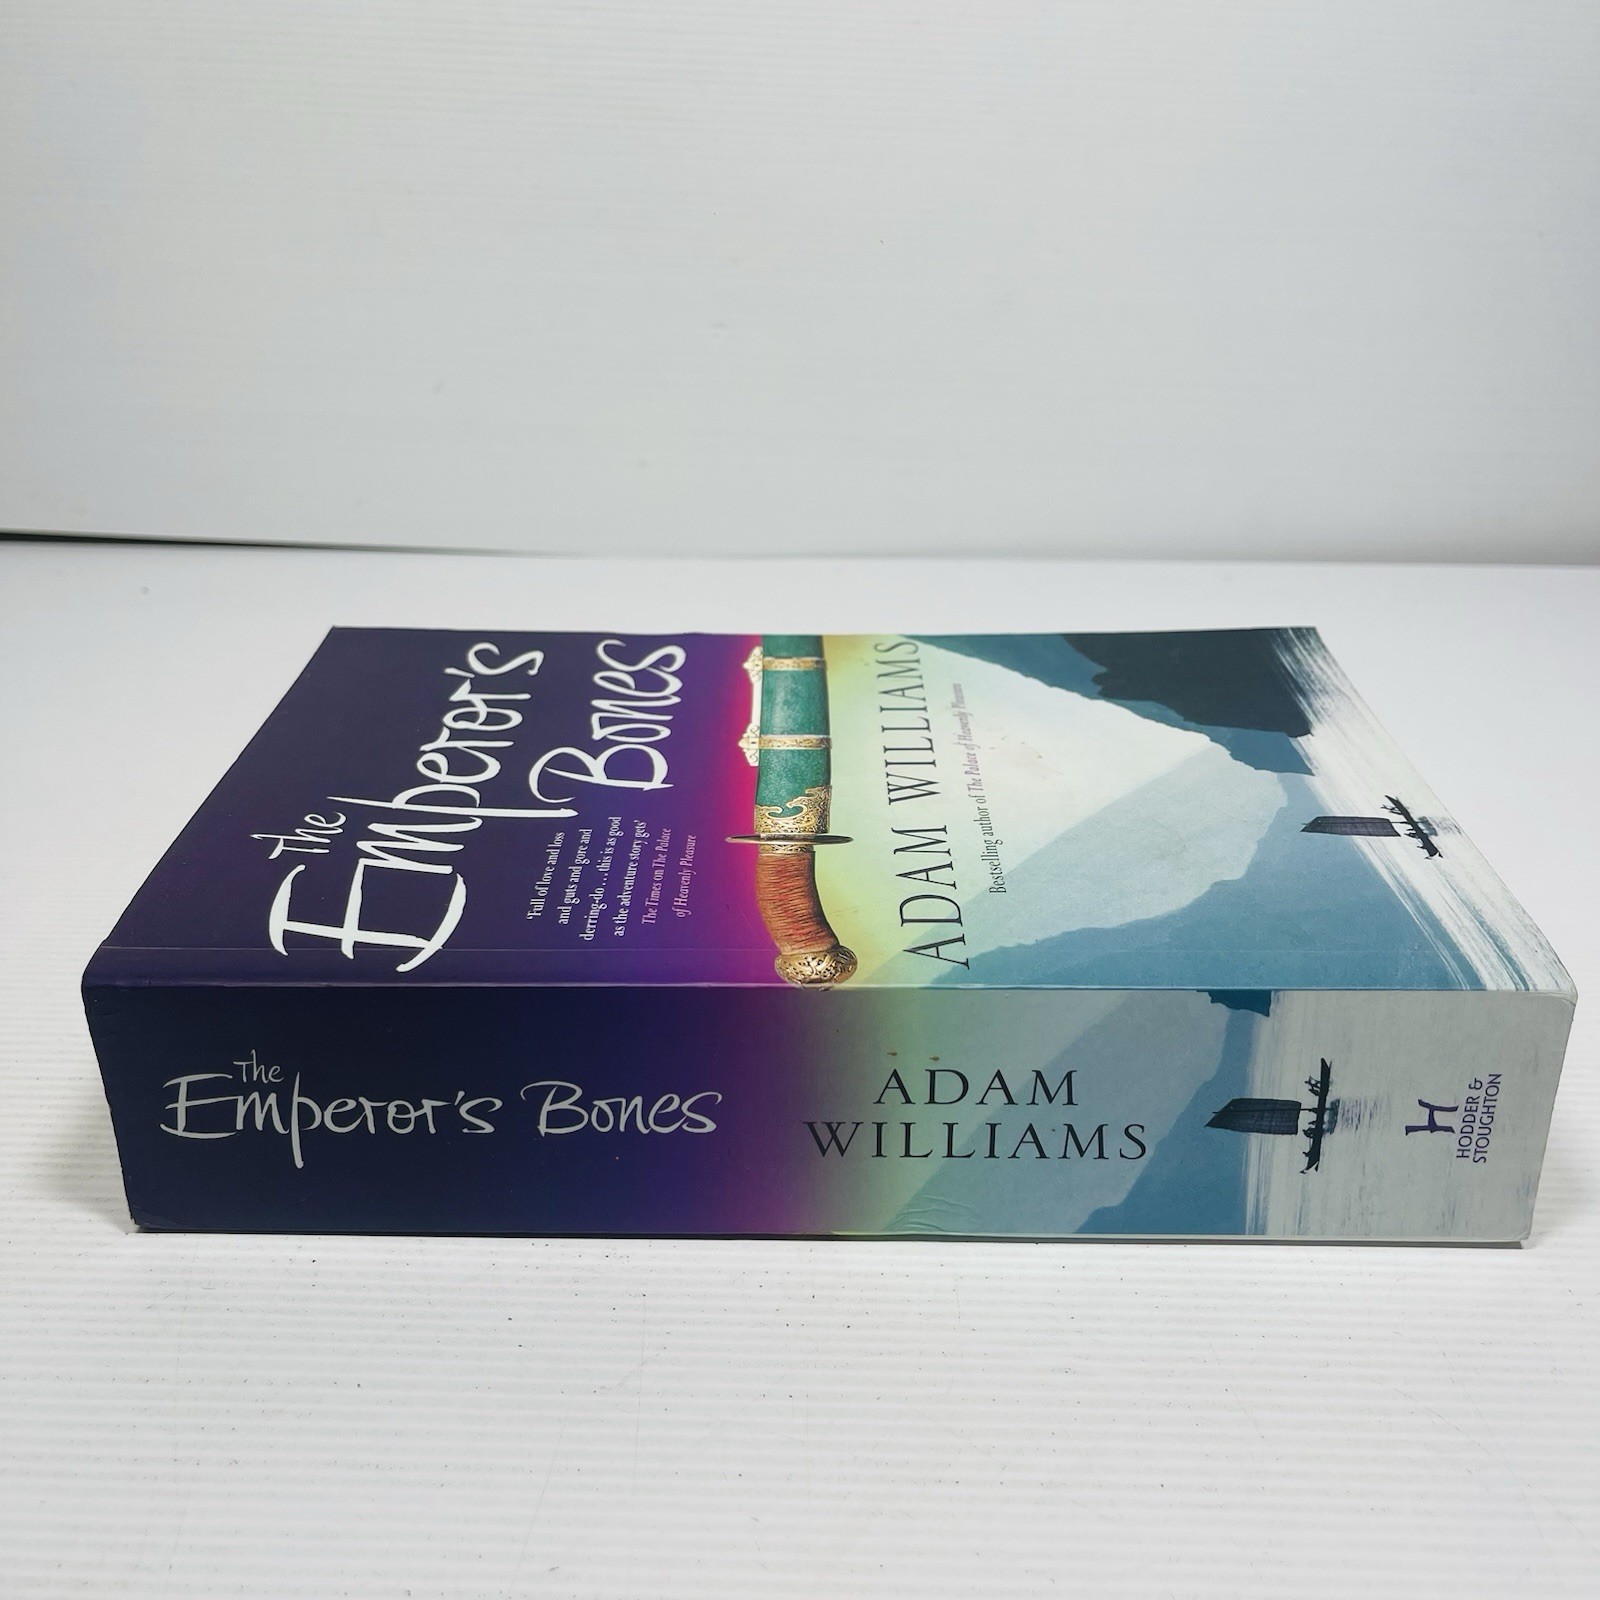 The
Emperor's
Bones
'Full of love and loss
and guts and gore and
derring-do . . . this is as good
as the adventure story gets'
The Times on The Palace
of Heavenly Pleasure
ADAM WILLIAMS
Bestselling author of The Palace of Heavenly Pleasure
The
Emperor's Bones
ADAM
WILLIAMS
H
HODDER &
STOUGHTON